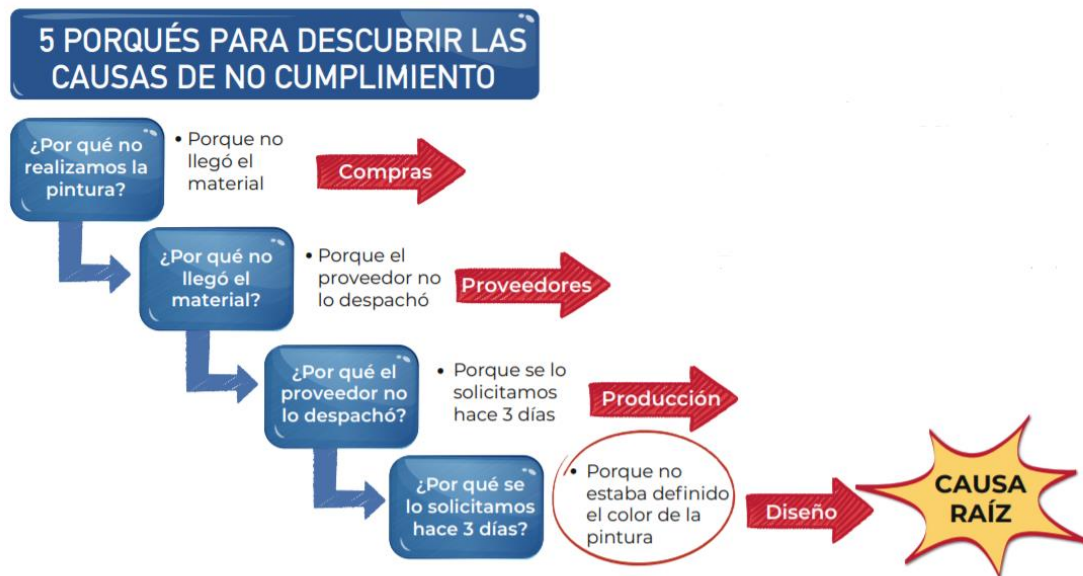 5 PORQUÉS PARA DESCUBRIR LAS
CAUSAS DE NO CUMPLIMIENTO
¿Por qué no
realizamos la
pintura?
• Porque no
llegó el
material
Compras
¿Por qué no
llegó el
material?
• Porque el
proveedor no
lo despachó
Proveedores
¿Por qué el
proveedor no
lo despachó?
• Porque se lo
solicitamos
hace 3 días
Producción
¿Por qué se
lo solicitamos
hace 3 días?
• Porque no
estaba definido
el color de la
pintura
Diseño
CAUSA
RAÍZ